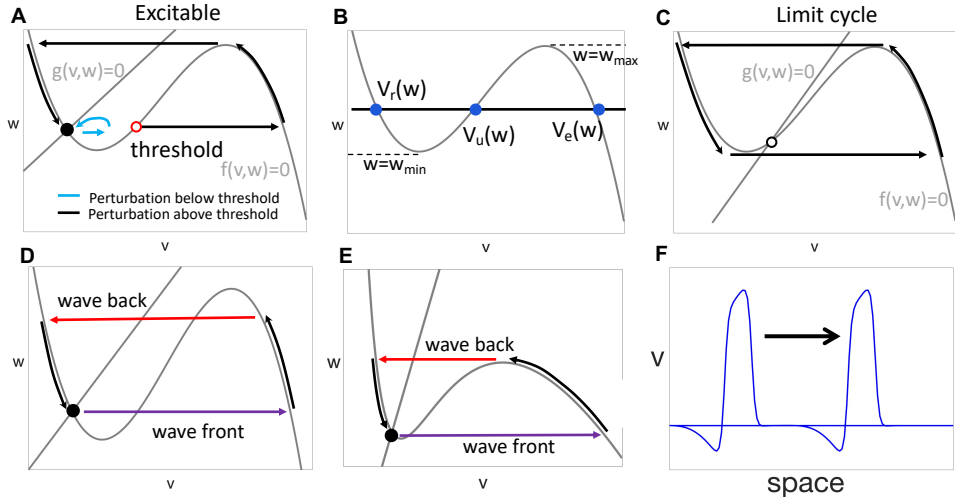 A
Excitable
g(v,w)=0
w
threshold
f(v,w)=0
Perturbation below threshold
Perturbation above threshold
v
B
w=w_max
V_r(w)
V_u(w)
V_e(w)
w=w_min
w
v
C
Limit cycle
g(v,w)=0
w
f(v,w)=0
v
D
wave back
w
wave front
v
E
wave back
w
wave front
v
F
V
space